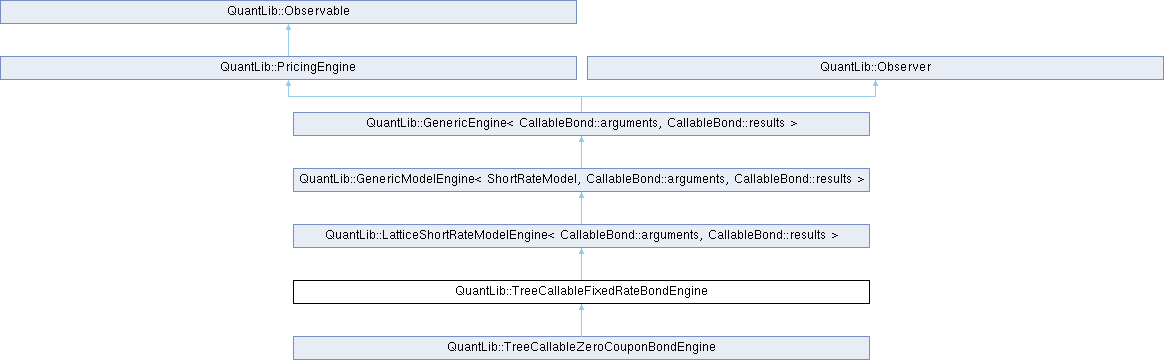 QuantLib::Observable
QuantLib::PricingEngine
QuantLib::Observer
QuantLib::GenericEngine< CallableBond::arguments, CallableBond::results >
QuantLib::GenericModelEngine< ShortRateModel, CallableBond::arguments, CallableBond::results >
QuantLib::LatticeShortRateModelEngine< CallableBond::arguments, CallableBond::results >
QuantLib::TreeCallableFixedRateBondEngine
QuantLib::TreeCallableZeroCouponBondEngine